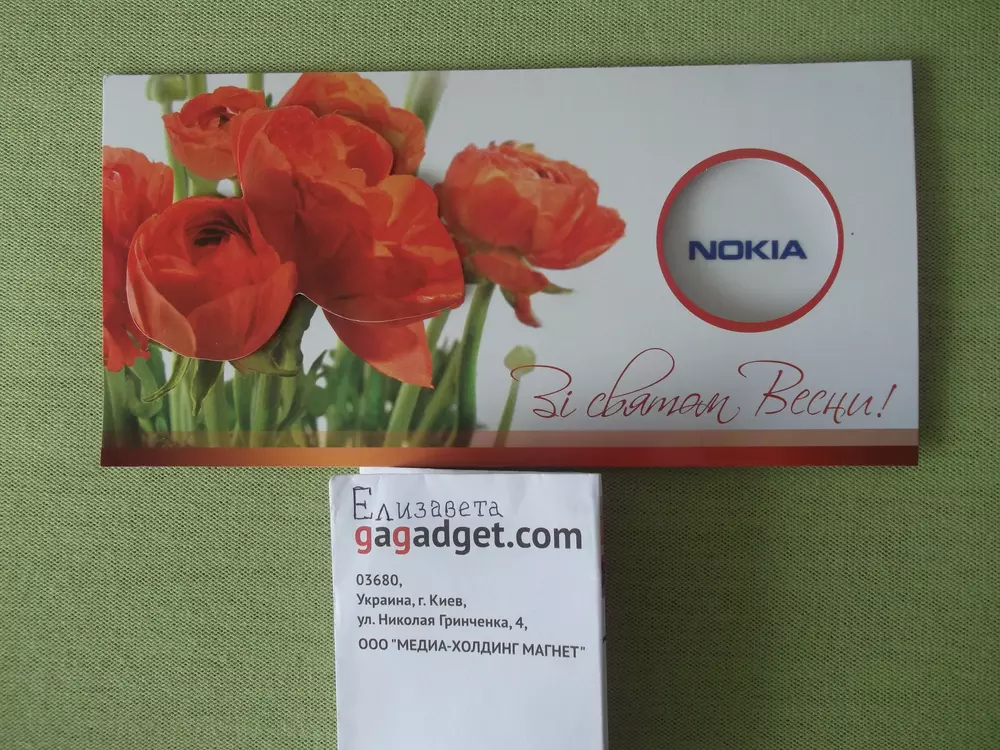 NOKIA
Зі святом Весни!
Елизавета
gagadget.com
03680,
Украина, г. Киев,
ул. Николая Гринченка, 4,
ООО "МЕДИА-ХОЛДИНГ МАГНЕТ"